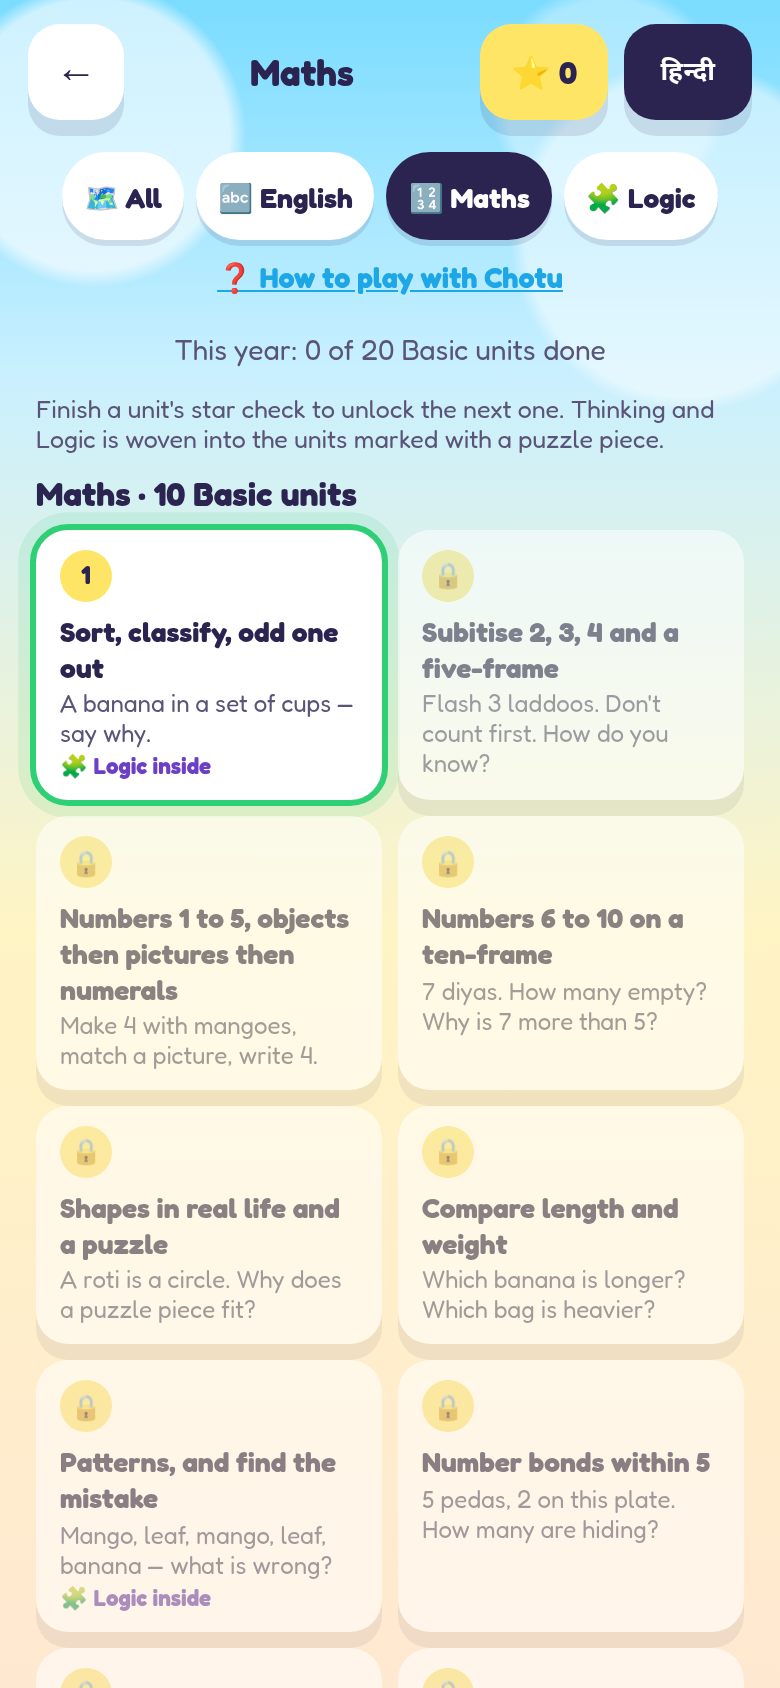 ←
Maths
⭐ 0
हिन्दी
🗺️ All
🔤 English
🔢 Maths
🧩 Logic
❓ How to play with Chotu
This year: 0 of 20 Basic units done
Finish a unit's star check to unlock the next one. Thinking and
Logic is woven into the units marked with a puzzle piece.
Maths · 10 Basic units
1
Sort, classify, odd one
out
A banana in a set of cups –
say why.
🧩 Logic inside
🔒
Subitise 2, 3, 4 and a
five-frame
Flash 3 laddoos. Don't
count first. How do you
know?
🔒
Numbers 1 to 5, objects
then pictures then
numerals
Make 4 with mangoes,
match a picture, write 4.
🔒
Numbers 6 to 10 on a
ten-frame
7 diyas. How many empty?
Why is 7 more than 5?
🔒
Shapes in real life and
a puzzle
A roti is a circle. Why does
a puzzle piece fit?
🔒
Compare length and
weight
Which banana is longer?
Which bag is heavier?
🔒
Patterns, and find the
mistake
Mango, leaf, mango, leaf,
banana – what is wrong?
🧩 Logic inside
🔒
Number bonds within 5
5 pedas, 2 on this plate.
How many are hiding?